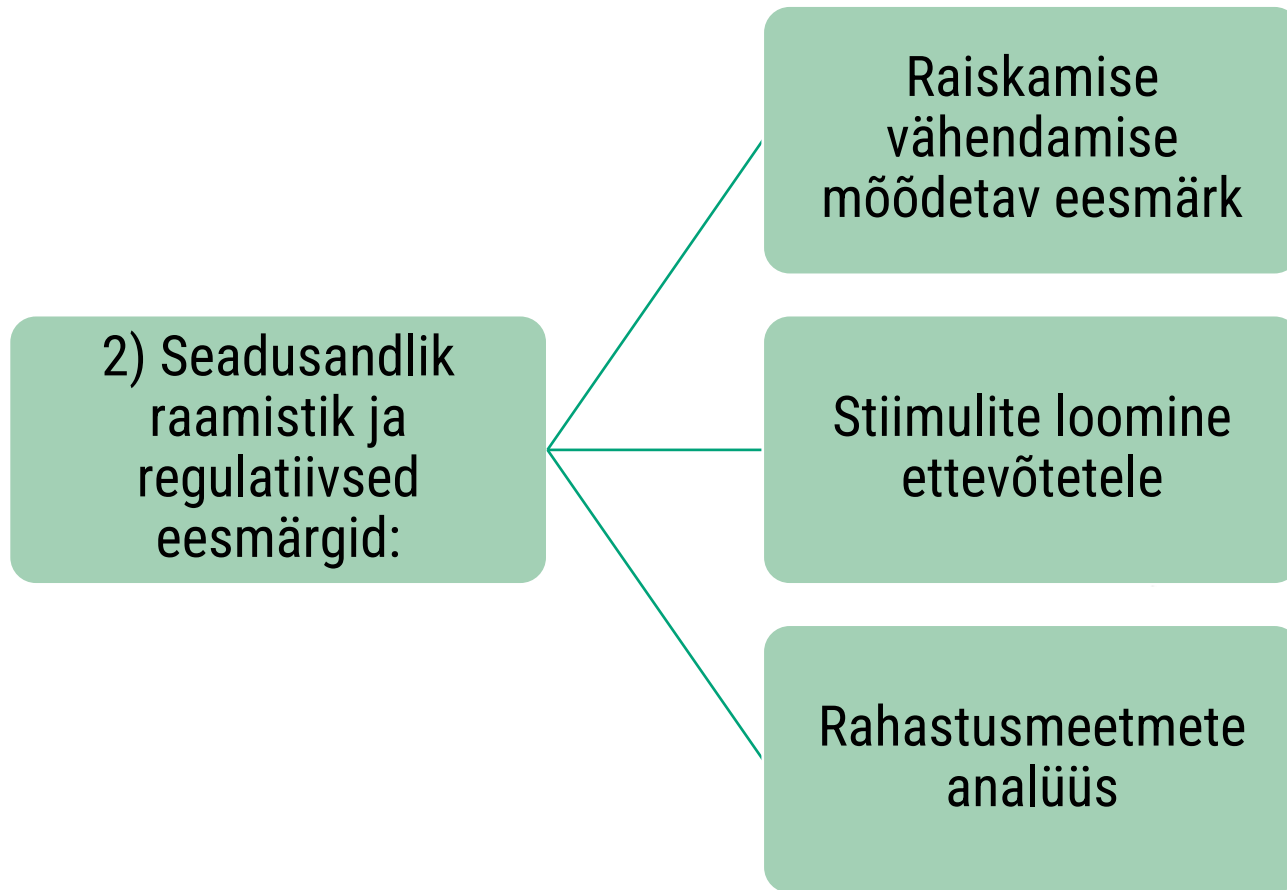 2) Seadusandlik
raamistik ja
regulatiivsed
eesmärgid:
Raiskamise
vähendamise
mõõdetav eesmärk
Stiimulite loomine
ettevõtetele
Rahastusmeetmete
analüüs